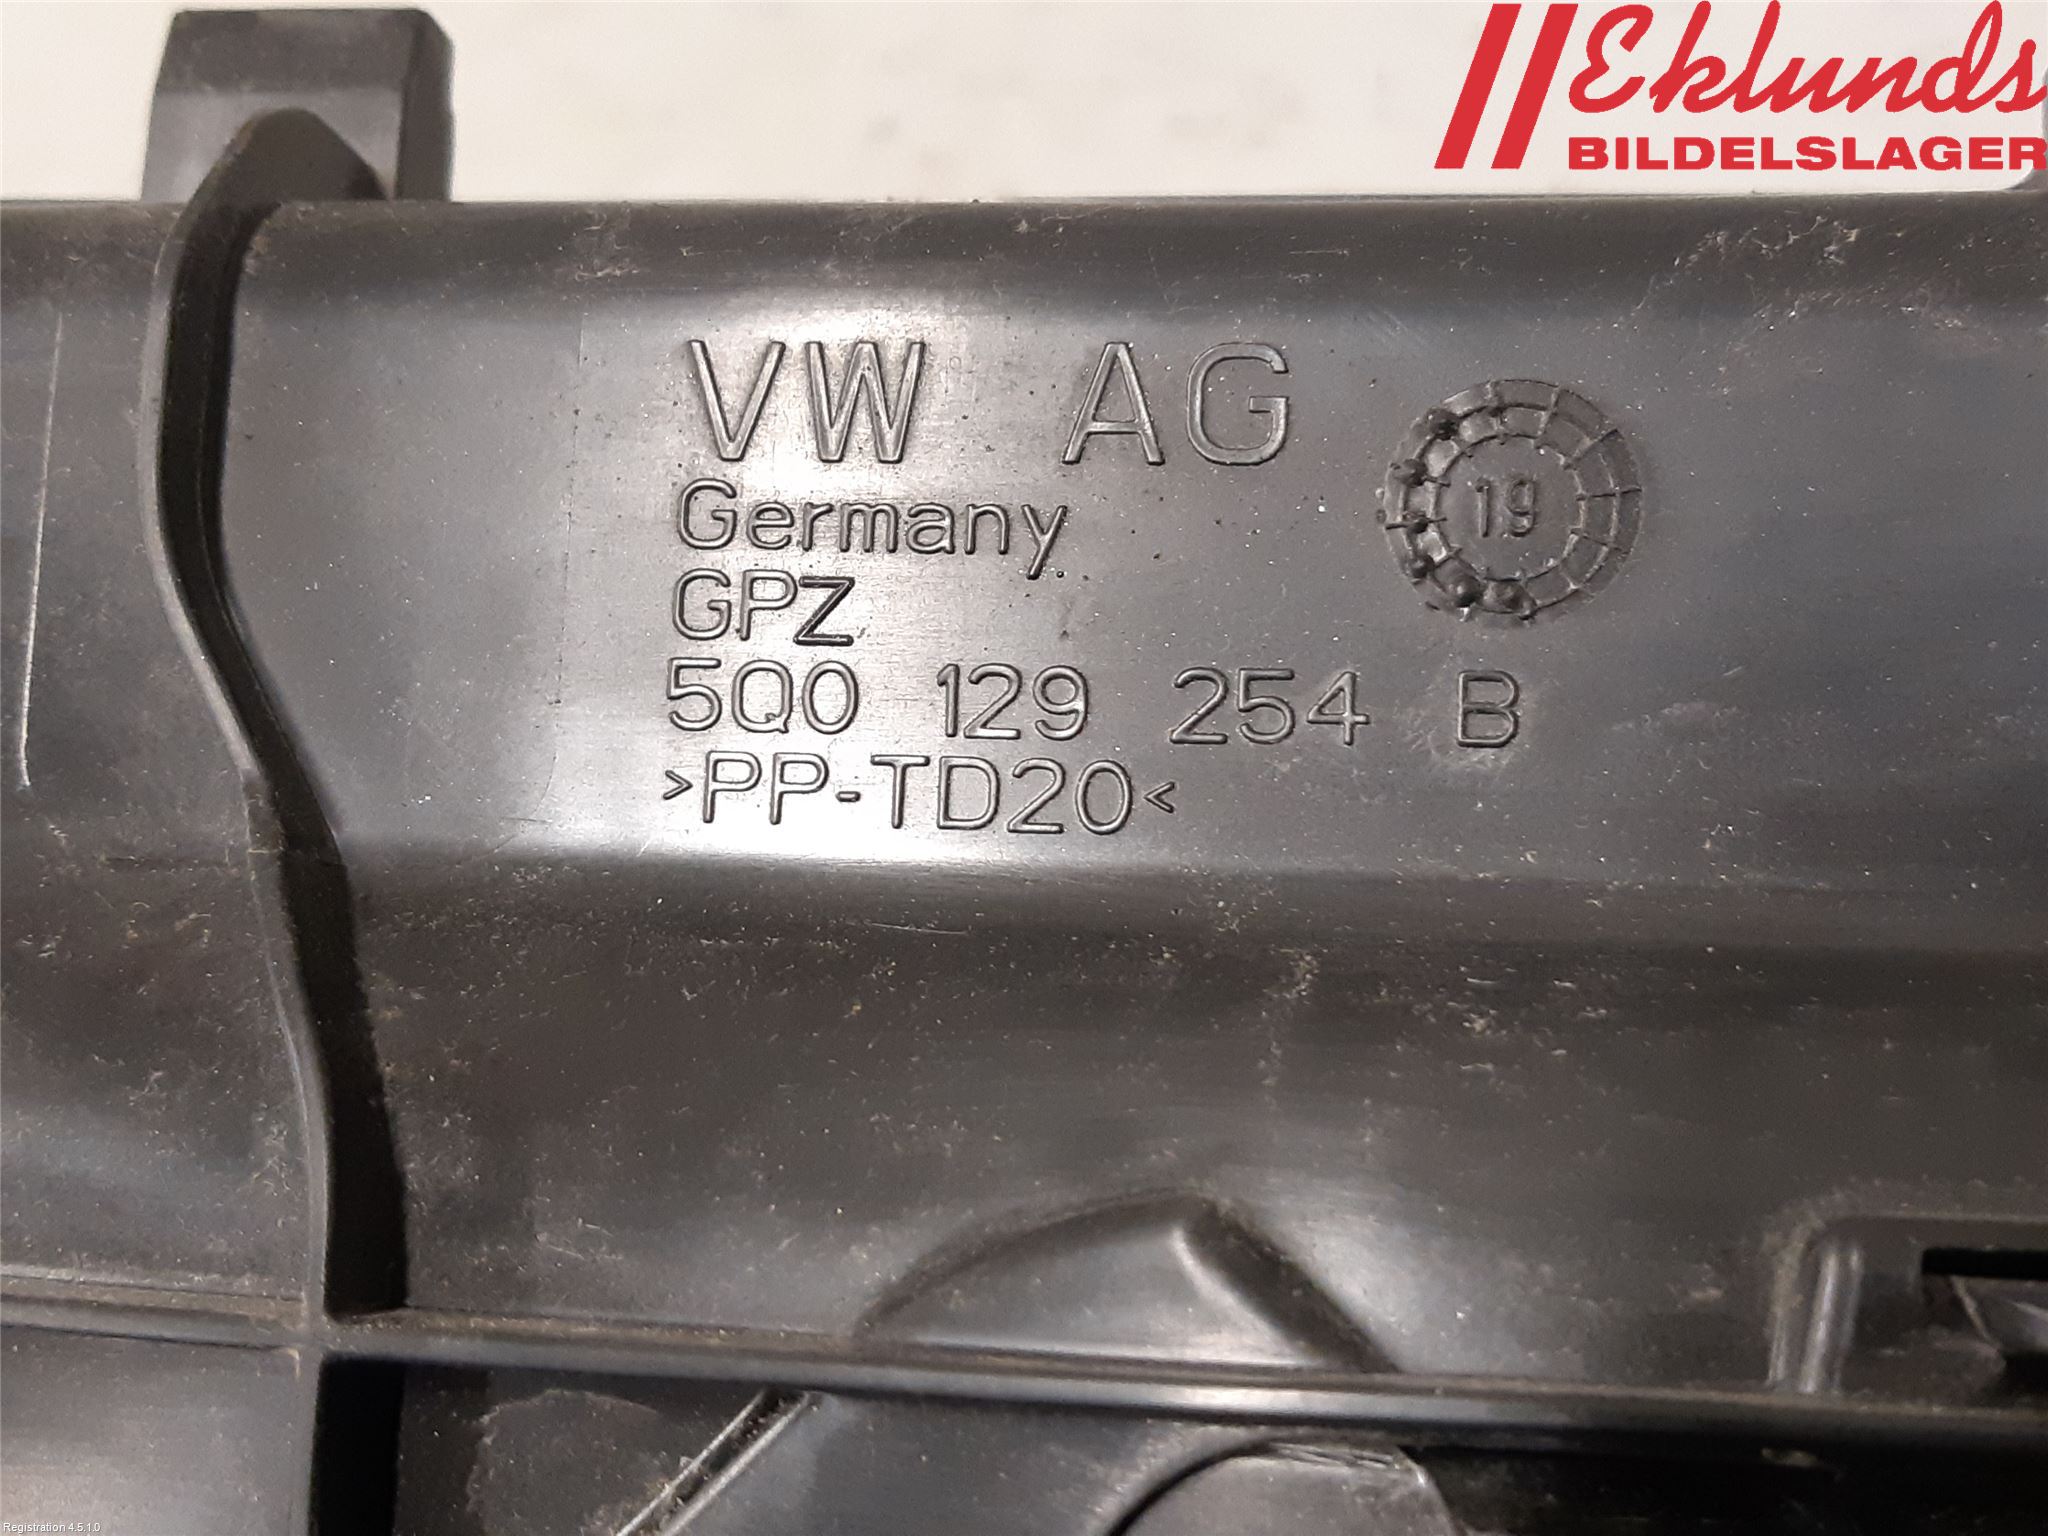 Eklunds
BILDELSLAGER
VW AG
Germany
19
GPZ
5Q0 129 254 B
>PP-TD20<
Registration 4.5.1.0